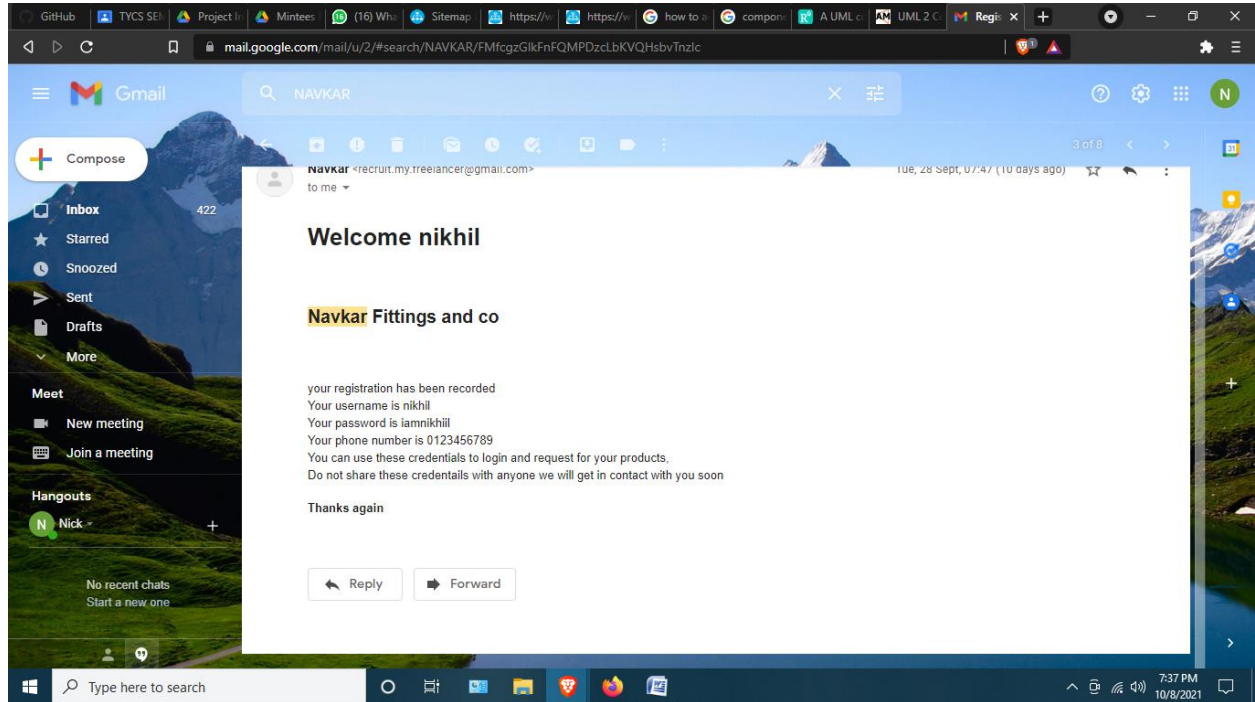 GitHub TYCS SEM Project In Mintees (16) Wha Sitemap https://w https://w how to a compone A UML co UML 2 C Regis
mail.google.com/mail/u/2/#search/NAVKAR/FMfcgzGlkFnFQMPDzcLbKVQHsbvTnzlc
Gmail
NAVKAR
N
Compose
3 of 8
31
Navkar <recruit.my.freelancer@gmail.com>
Tue, 28 Sept, 07:47 (10 days ago)
to me
Inbox 422
Starred
Snoozed
Sent
Drafts
More
Meet
New meeting
Join a meeting
Hangouts
N Nick
No recent chats
Start a new one
Welcome nikhil
Navkar Fittings and co
your registration has been recorded
Your username is nikhil
Your password is iamnikhiil
Your phone number is 0123456789
You can use these credentials to login and request for your products,
Do not share these credentails with anyone we will get in contact with you soon
Thanks again
Reply
Forward
Type here to search
7:37 PM
10/8/2021